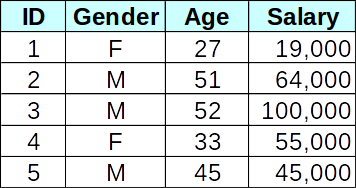 ID Gender Age Salary
1 F 27 19,000
2 M 51 64,000
3 M 52 100,000
4 F 33 55,000
5 M 45 45,000